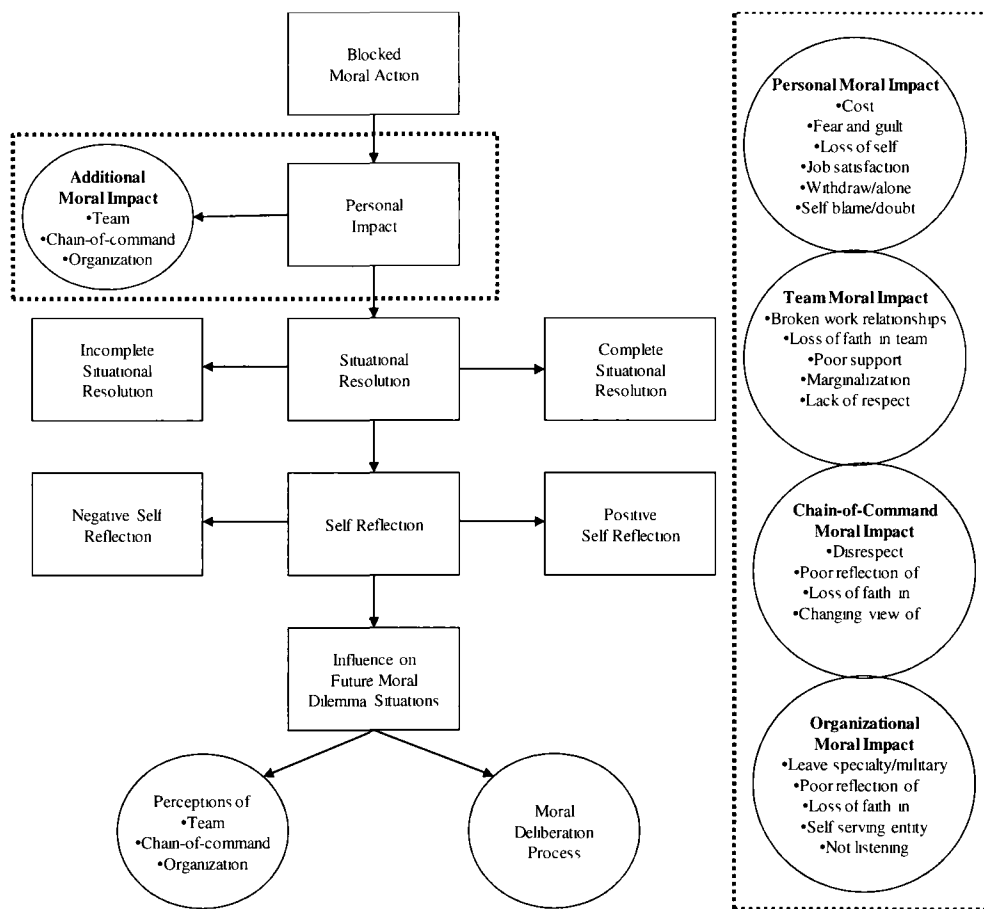 Blocked
Moral Action
Additional
Moral Impact
•Team
•Chain-of-command
•Organization
Personal
Impact
Incomplete
Situational
Resolution
Situational
Resolution
Complete
Situational
Resolution
Negative Self
Reflection
Self Reflection
Positive
Self Reflection
Influence on
Future Moral
Dilemma Situations
Perceptions of
•Team
•Chain-of-command
•Organization
Moral
Deliberation
Process
Personal Moral Impact
•Cost
•Fear and guilt
•Loss of self
•Job satisfaction
•Withdraw/alone
•Self blame/doubt
Team Moral Impact
•Broken work relationships
•Loss of faith in team
•Poor support
•Marginalization
•Lack of respect
Chain-of-Command
Moral Impact
•Disrespect
•Poor reflection of
•Loss of faith in
•Changing view of
Organizational
Moral Impact
•Leave specialty/military
•Poor reflection of
•Loss of faith in
•Self serving entity
•Not listening